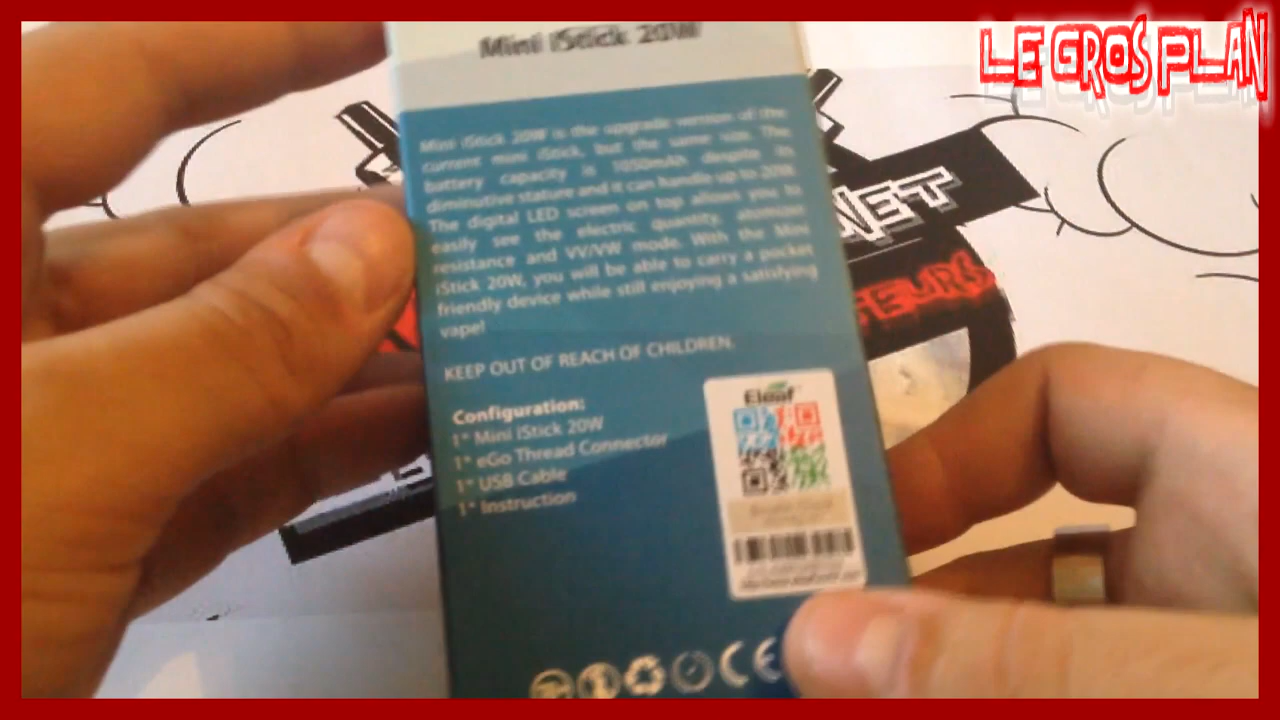 LE GROS PLAN
Mini iStick 20W
Mini iStick 20W is the upgrade version of the
current mini iStick, but the same size. The
battery capacity is 1050mAh despite its
diminutive stature and it can handle up to 20W.
The digital LED screen on top allows you to
easily see the electric quantity, atomizer
resistance and VV/VW mode. With the Mini
iStick 20W, you will be able to carry a pocket
friendly device while still enjoying a satisfying
vape!
KEEP OUT OF REACH OF CHILDREN.
Configuration:
1* Mini iStick 20W
1* eGo Thread Connector
1* USB Cable
1* Instruction
Eleaf
CE
NET